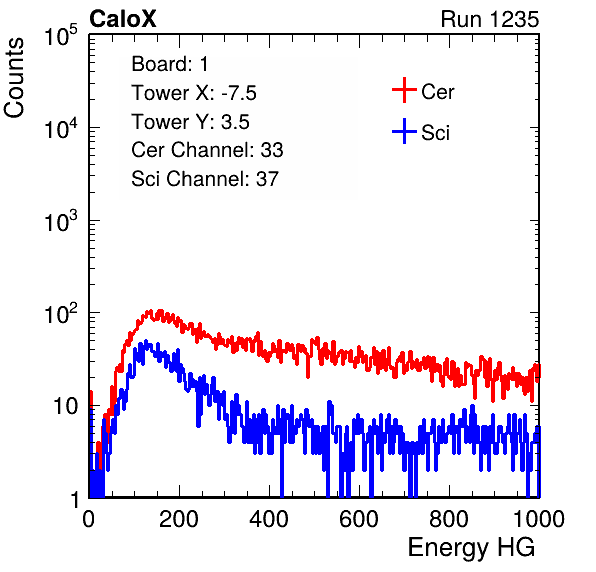 CaloX Run 1235
Counts
10^5
10^4
10^3
10^2
10
1
Board: 1
Tower X: -7.5
Tower Y: 3.5
Cer Channel: 33
Sci Channel: 37
Cer
Sci
0 200 400 600 800 1000
Energy HG